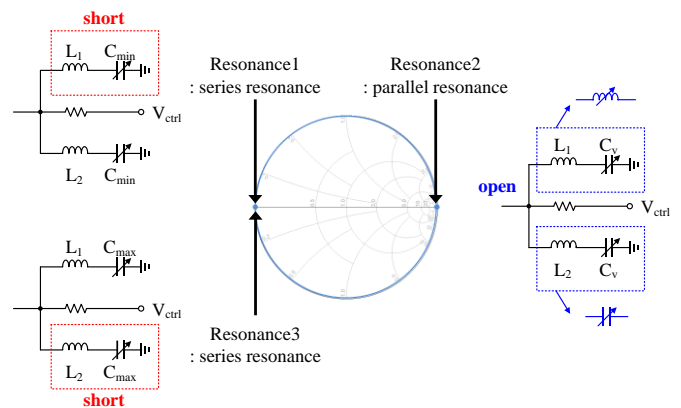 short
L1 Cmin
Vctrl
L2 Cmin
Resonance1
: series resonance
Resonance2
: parallel resonance
L1 Cv
open
Vctrl
L2 Cv
L1 Cmax
Vctrl
L2 Cmax
short
Resonance3
: series resonance